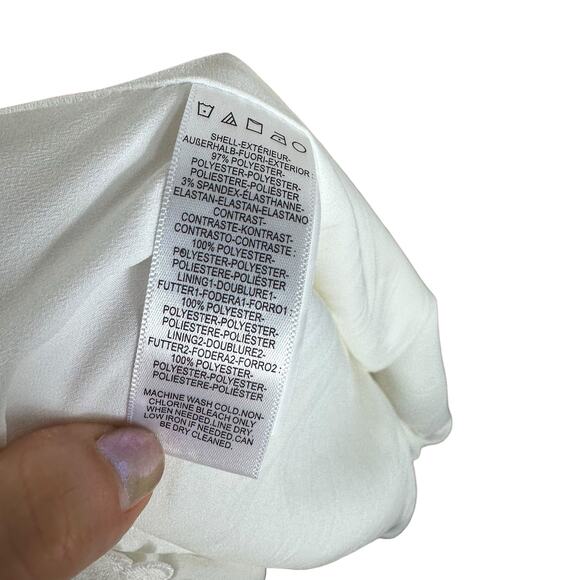 SHELL-EXTÉRIEUR-
AUßERHALB-FUORI-EXTERIOR:
97% POLYESTER-
POLYESTER-POLYESTER-
POLIESTERE-POLIÉSTER
3% SPANDEX-ÉLASTHANNE-
ELASTAN-ELASTAN-ELASTANO
CONTRAST-
CONTRASTE-KONTRAST-
CONTRASTO-CONTRASTE:
100% POLYESTER-
POLYESTER-POLYESTER-
POLIESTERE-POLIÉSTER
LINING1-DOUBLURE1-
FUTTER1-FODERA1-FORRO1:
100% POLYESTER-
POLYESTER-POLYESTER-
POLIESTERE-POLIÉSTER
LINING2-DOUBLURE2-
FUTTER2-FODERA2-FORRO2:
100% POLYESTER-
POLYESTER-POLYESTER-
POLIESTERE-POLIÉSTER
MACHINE WASH COLD.NON-
CHLORINE BLEACH ONLY
WHEN NEEDED.LINE DRY
LOW IRON IF NEEDED.CAN
BE DRY CLEANED.